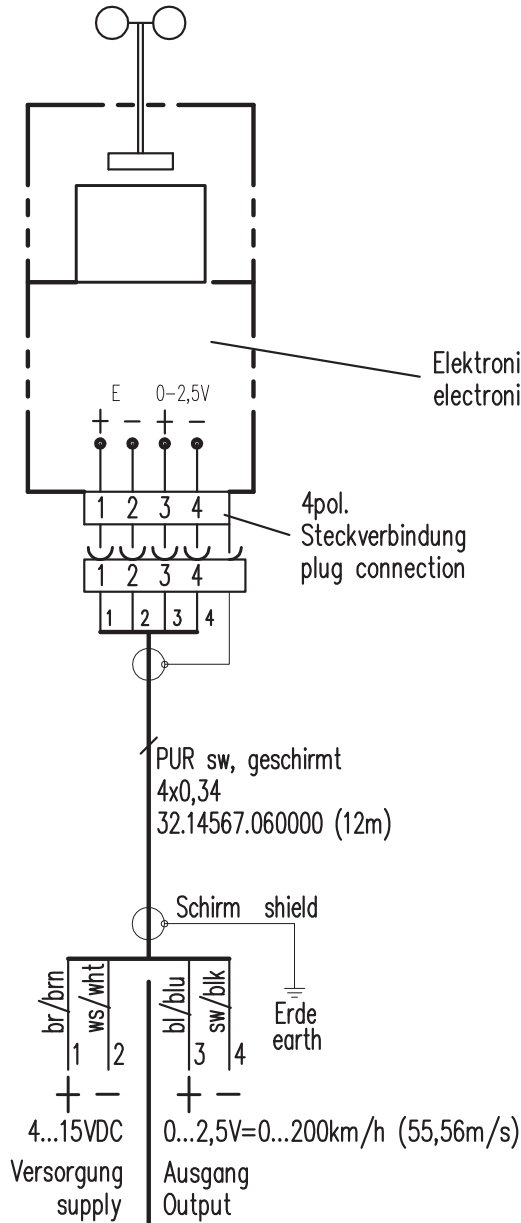 Elektroni
electroni
E 0-2,5V
+ − + −
1 2 3 4
4pol.
Steckverbindung
plug connection
1 2 3 4
1 2 3 4
PUR sw, geschirmt
4x0,34
32.14567.060000 (12m)
Schirm shield
br/brn ws/wht bl/blu sw/blk
Erde
earth
1 2 3 4
+ − + −
4...15VDC 0...2,5V=0...200km/h (55,56m/s)
Versorgung Ausgang
supply Output